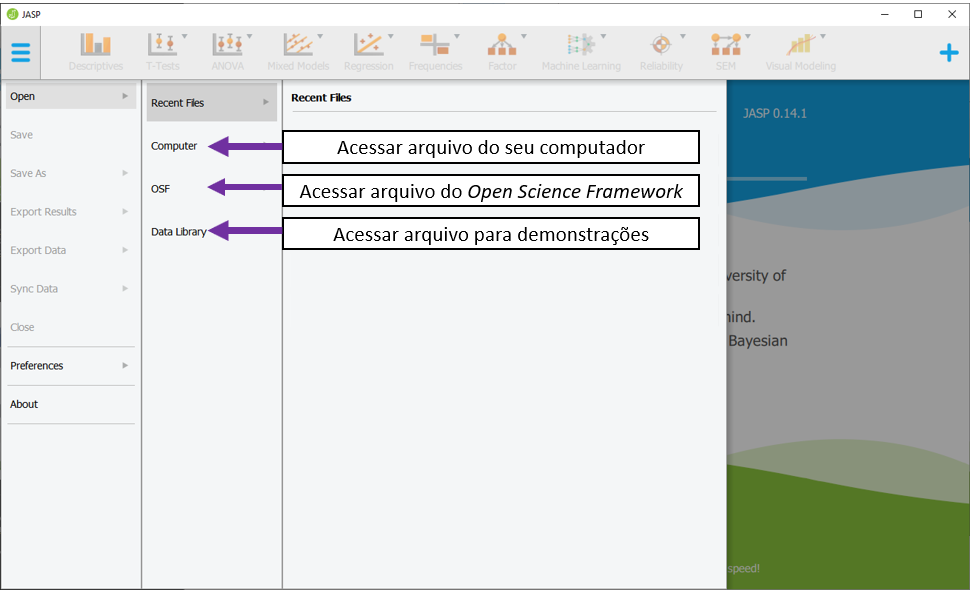 JASP
Descriptives
T-Tests
ANOVA
Mixed Models
Regression
Frequencies
Factor
Machine Learning
Reliability
SEM
Visual Modeling
Open
Save
Save As
Export Results
Export Data
Sync Data
Close
Preferences
About
Recent Files
Computer
OSF
Data Library
Recent Files
Acessar arquivo do seu computador
Acessar arquivo do Open Science Framework
Acessar arquivo para demonstrações
JASP 0.14.1
versity of
mind.
Bayesian
speed!